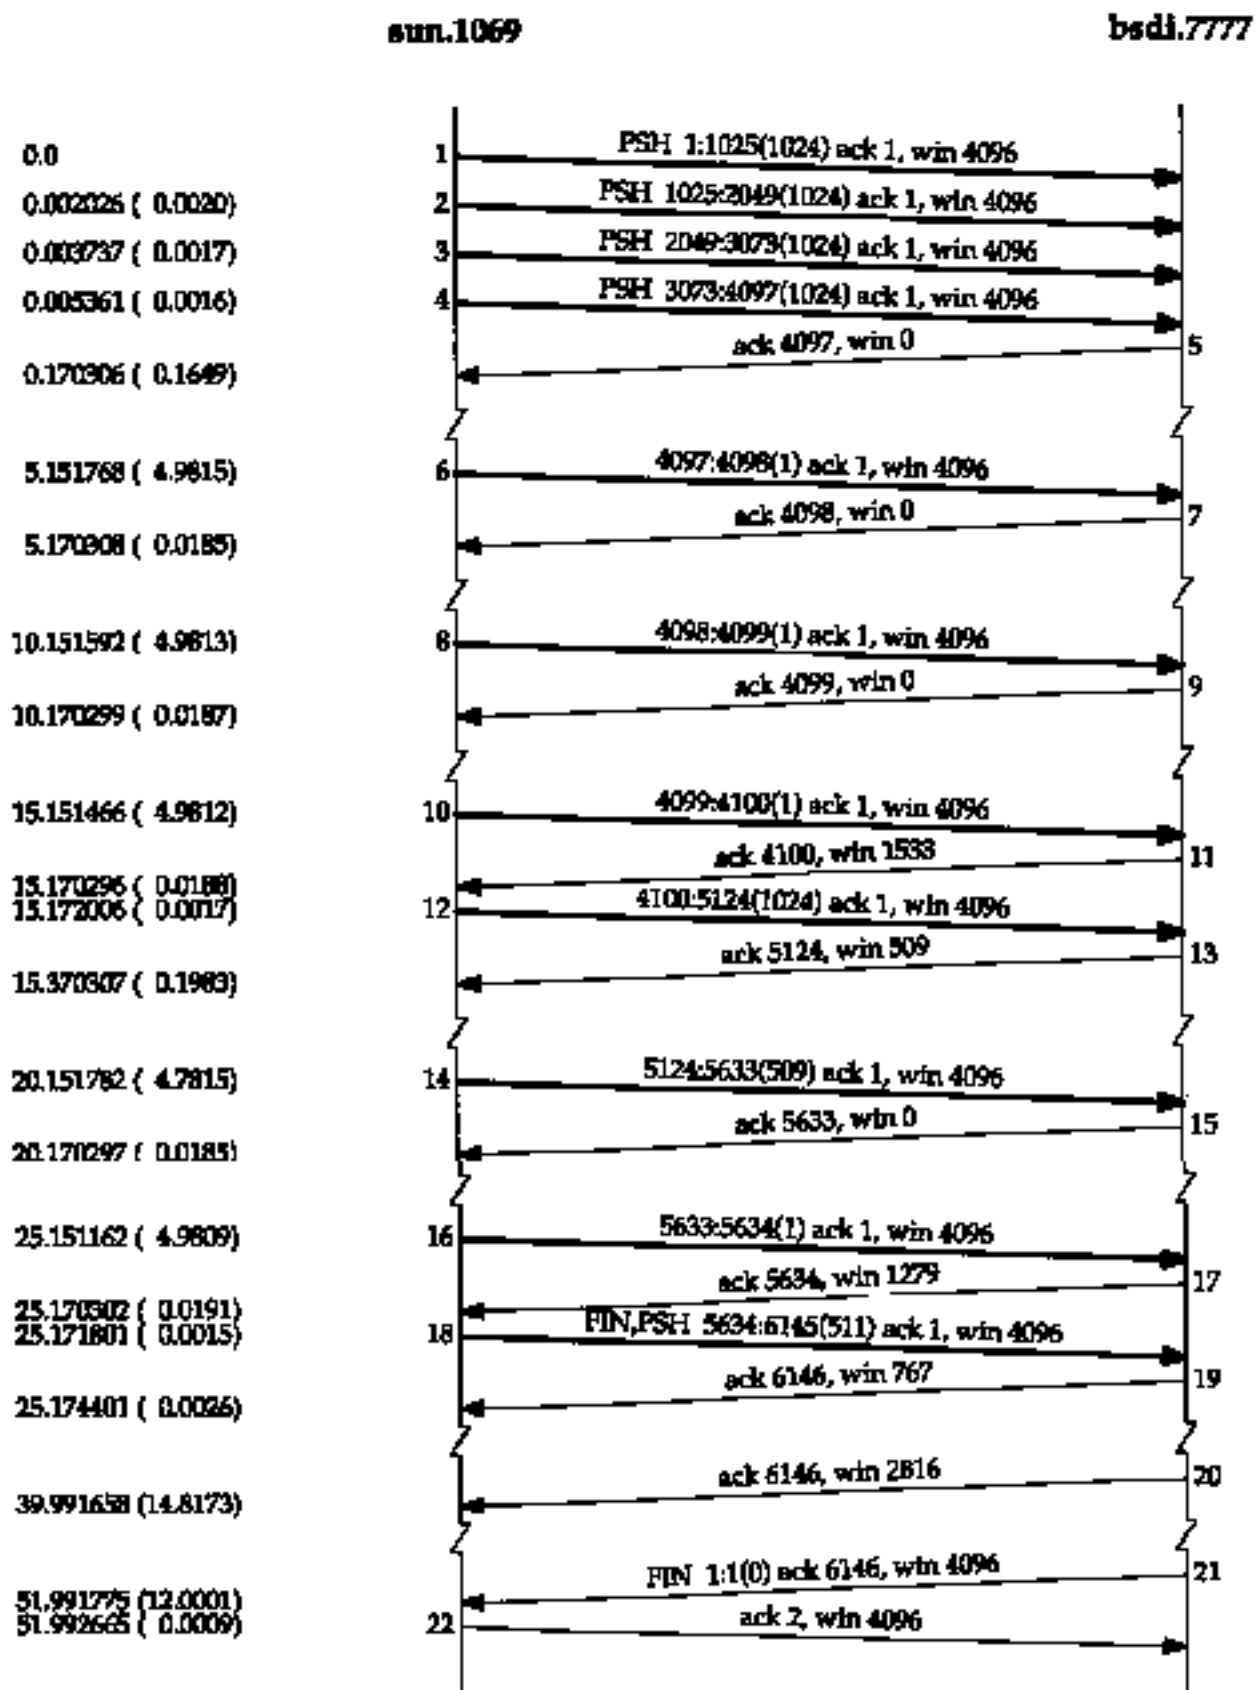 sun.1069 bsdi.7777
0.0 1 PSH 1:1025(1024) ack 1, win 4096
0.002026 ( 0.0020) 2 PSH 1025:2049(1024) ack 1, win 4096
0.003737 ( 0.0017) 3 PSH 2049:3073(1024) ack 1, win 4096
0.005361 ( 0.0016) 4 PSH 3073:4097(1024) ack 1, win 4096
ack 4097, win 0 5
0.170306 ( 0.1649)
5.151768 ( 4.9815) 6 4097:4098(1) ack 1, win 4096
ack 4098, win 0 7
5.170308 ( 0.0185)
10.151592 ( 4.9813) 8 4098:4099(1) ack 1, win 4096
ack 4099, win 0 9
10.170299 ( 0.0187)
15.151466 ( 4.9812) 10 4099:4100(1) ack 1, win 4096
ack 4100, win 1533 11
15.170296 ( 0.0188)
15.172006 ( 0.0017) 12 4100:5124(1024) ack 1, win 4096
ack 5124, win 509 13
15.370307 ( 0.1983)
20.151782 ( 4.7815) 14 5124:5633(509) ack 1, win 4096
ack 5633, win 0 15
20.170297 ( 0.0185)
25.151162 ( 4.9809) 16 5633:5634(1) ack 1, win 4096
ack 5634, win 1279 17
25.170302 ( 0.0191)
25.171801 ( 0.0015) 18 FIN,PSH 5634:6145(511) ack 1, win 4096
ack 6146, win 767 19
25.174401 ( 0.0026)
ack 6146, win 2816 20
39.991658 (14.8173)
FIN 1:1(0) ack 6146, win 4096 21
51.991775 (12.0001)
51.992665 ( 0.0009) 22 ack 2, win 4096